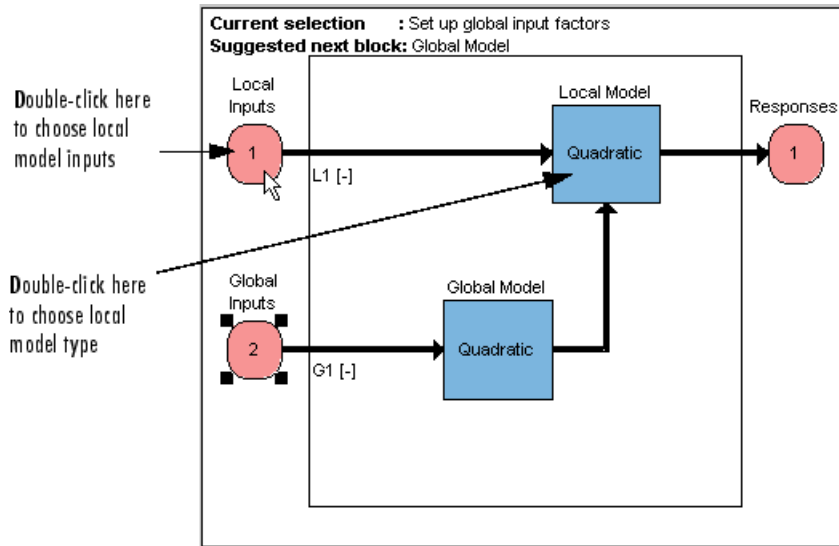 Current selection : Set up global input factors
Suggested next block: Global Model
Double-click here
to choose local
model inputs
Local
Inputs
1
L1 [-]
Local Model
Quadratic
Responses
1
Double-click here
to choose local
model type
Global
Inputs
2
G1 [-]
Global Model
Quadratic